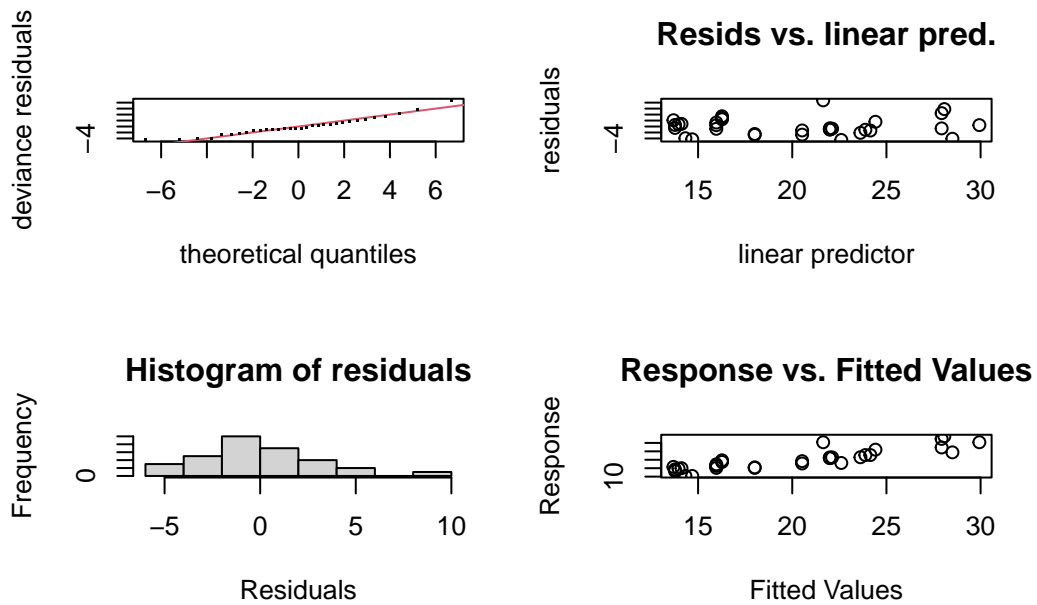 deviance residuals
−4
−6
−2
0
2
4
6
theoretical quantiles
Resids vs. linear pred.
residuals
−4
15
20
25
30
linear predictor
Histogram of residuals
Frequency
0
−5
0
5
10
Residuals
Response vs. Fitted Values
Response
10
15
20
25
30
Fitted Values